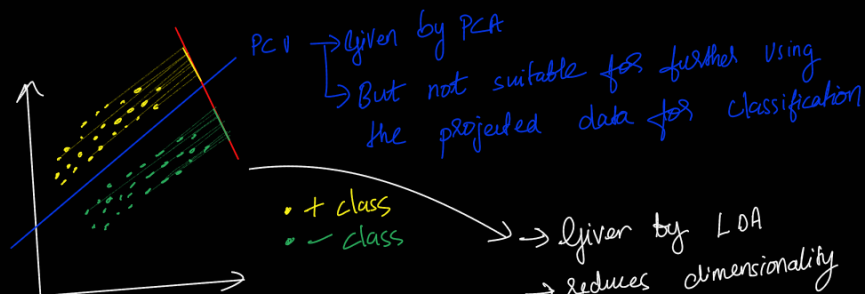 PC1 → Given by PCA
→ But not suitable for further using
the projected data for classification
• + class
• - class
→ Given by LDA
→ reduces dimensionality